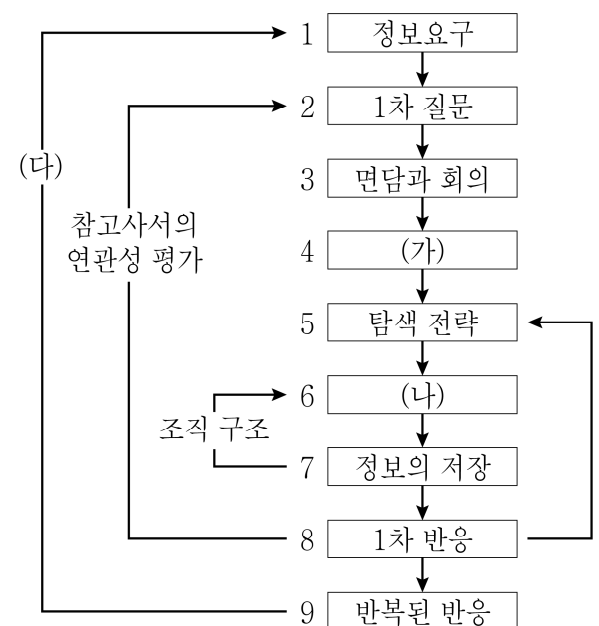 1 정보요구
2 1차 질문
(다)
3 면담과 회의
참고사서의
연관성 평가
4 (가)
5 탐색 전략
6 (나)
조직 구조
7 정보의 저장
8 1차 반응
9 반복된 반응